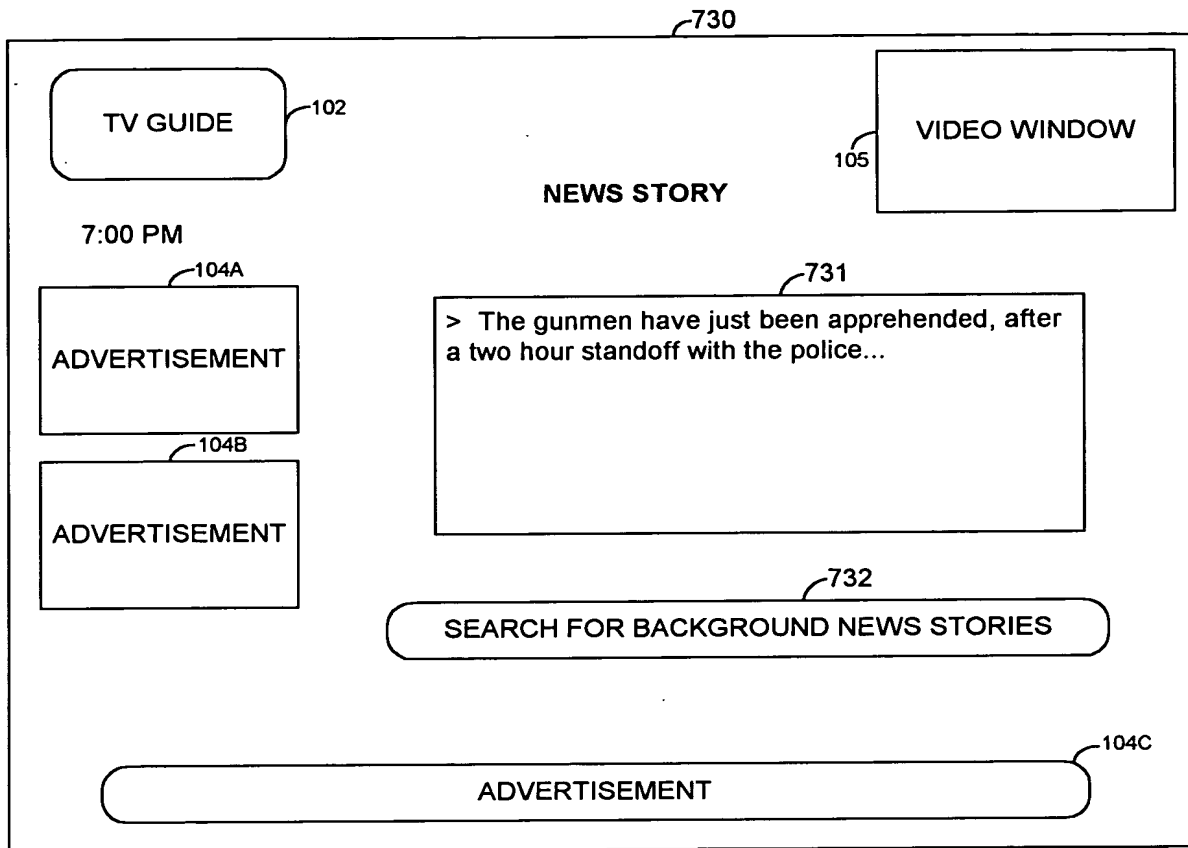 730
TV GUIDE
102
VIDEO WINDOW
105
NEWS STORY
7:00 PM
104A
ADVERTISEMENT
731
> The gunmen have just been apprehended, after
a two hour standoff with the police...
104B
ADVERTISEMENT
732
SEARCH FOR BACKGROUND NEWS STORIES
104C
ADVERTISEMENT